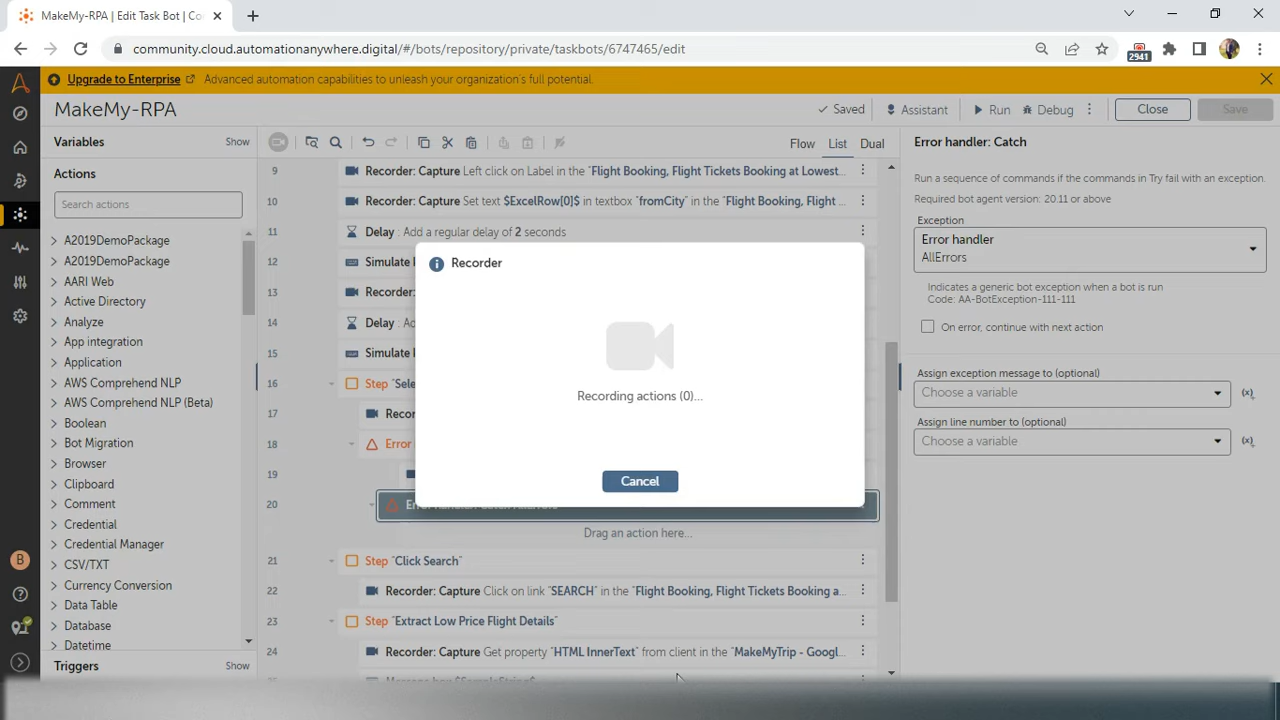 MakeMy-RPA | Edit Task Bot | Co
community.cloud.automationanywhere.digital/#/bots/repository/private/taskbots/6747465/edit
2941
Upgrade to Enterprise Advanced automation capabilities to unleash your organization's full potential.
MakeMy-RPA
Saved Assistant Run Debug Close Save
Variables Show
Flow List Dual
Actions
Search actions
A2019DemoPackage
A2019DemoPackage
AARI Web
Active Directory
Analyze
App integration
Application
AWS Comprehend NLP
AWS Comprehend NLP (Beta)
Boolean
Bot Migration
Browser
Clipboard
Comment
Credential
Credential Manager
CSV/TXT
Currency Conversion
Data Table
Database
Datetime
Triggers Show
B
9 Recorder: Capture Left click on Label in the "Flight Booking, Flight Tickets Booking at Lowest...
10 Recorder: Capture Set text $ExcelRow[0]$ in textbox "fromCity" in the "Flight Booking, Flight ...
11 Delay : Add a regular delay of 2 seconds
12 Simulate
13 Recorder:
14 Delay : Ad
15 Simulate
16 Step "Sele
17 Recor
18 Error
19
20
Drag an action here...
21 Step "Click Search"
22 Recorder: Capture Click on link "SEARCH" in the "Flight Booking, Flight Tickets Booking a...
23 Step "Extract Low Price Flight Details"
24 Recorder: Capture Get property "HTML InnerText" from client in the "MakeMyTrip - Googl...
Recorder
Recording actions (0)...
Cancel
Error handler: Catch
Run a sequence of commands if the commands in Try fail with an exception.
Required bot agent version: 20.11 or above
Exception
Error handler
AllErrors
Indicates a generic bot exception when a bot is run
Code: AA-BotException-111-111
On error, continue with next action
Assign exception message to (optional)
Choose a variable
(x)
Assign line number to (optional)
Choose a variable
(x)